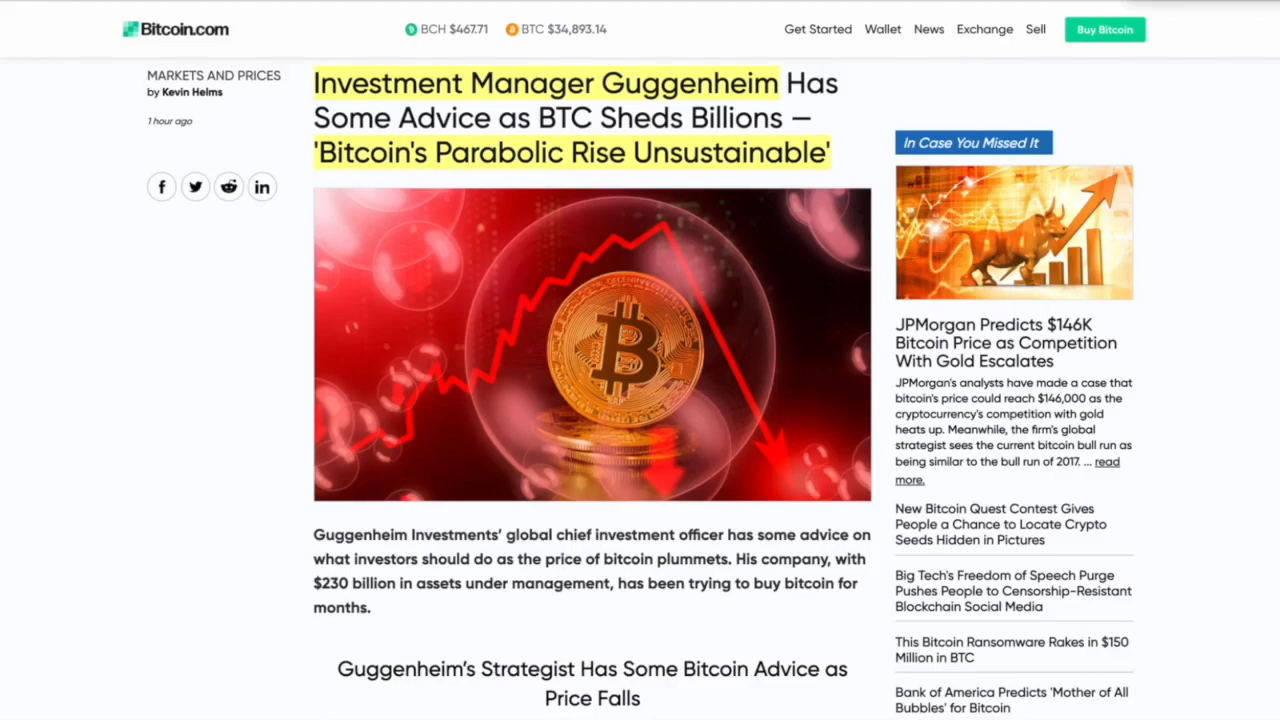 Bitcoin.com
BCH $467.71
BTC $34,893.14
Get Started
Wallet
News
Exchange
Sell
Buy Bitcoin
MARKETS AND PRICES
by Kevin Helms
1 hour ago
Investment Manager Guggenheim Has
Some Advice as BTC Sheds Billions —
'Bitcoin's Parabolic Rise Unsustainable'
Guggenheim Investments’ global chief investment officer has some advice on
what investors should do as the price of bitcoin plummets. His company, with
$230 billion in assets under management, has been trying to buy bitcoin for
months.
Guggenheim’s Strategist Has Some Bitcoin Advice as
Price Falls
In Case You Missed It
JPMorgan Predicts $146K
Bitcoin Price as Competition
With Gold Escalates
JPMorgan's analysts have made a case that
bitcoin's price could reach $146,000 as the
cryptocurrency's competition with gold
heats up. Meanwhile, the firm's global
strategist sees the current bitcoin bull run as
being similar to the bull run of 2017. ... read
more.
New Bitcoin Quest Contest Gives
People a Chance to Locate Crypto
Seeds Hidden in Pictures
Big Tech's Freedom of Speech Purge
Pushes People to Censorship-Resistant
Blockchain Social Media
This Bitcoin Ransomware Rakes in $150
Million in BTC
Bank of America Predicts 'Mother of All
Bubbles' for Bitcoin